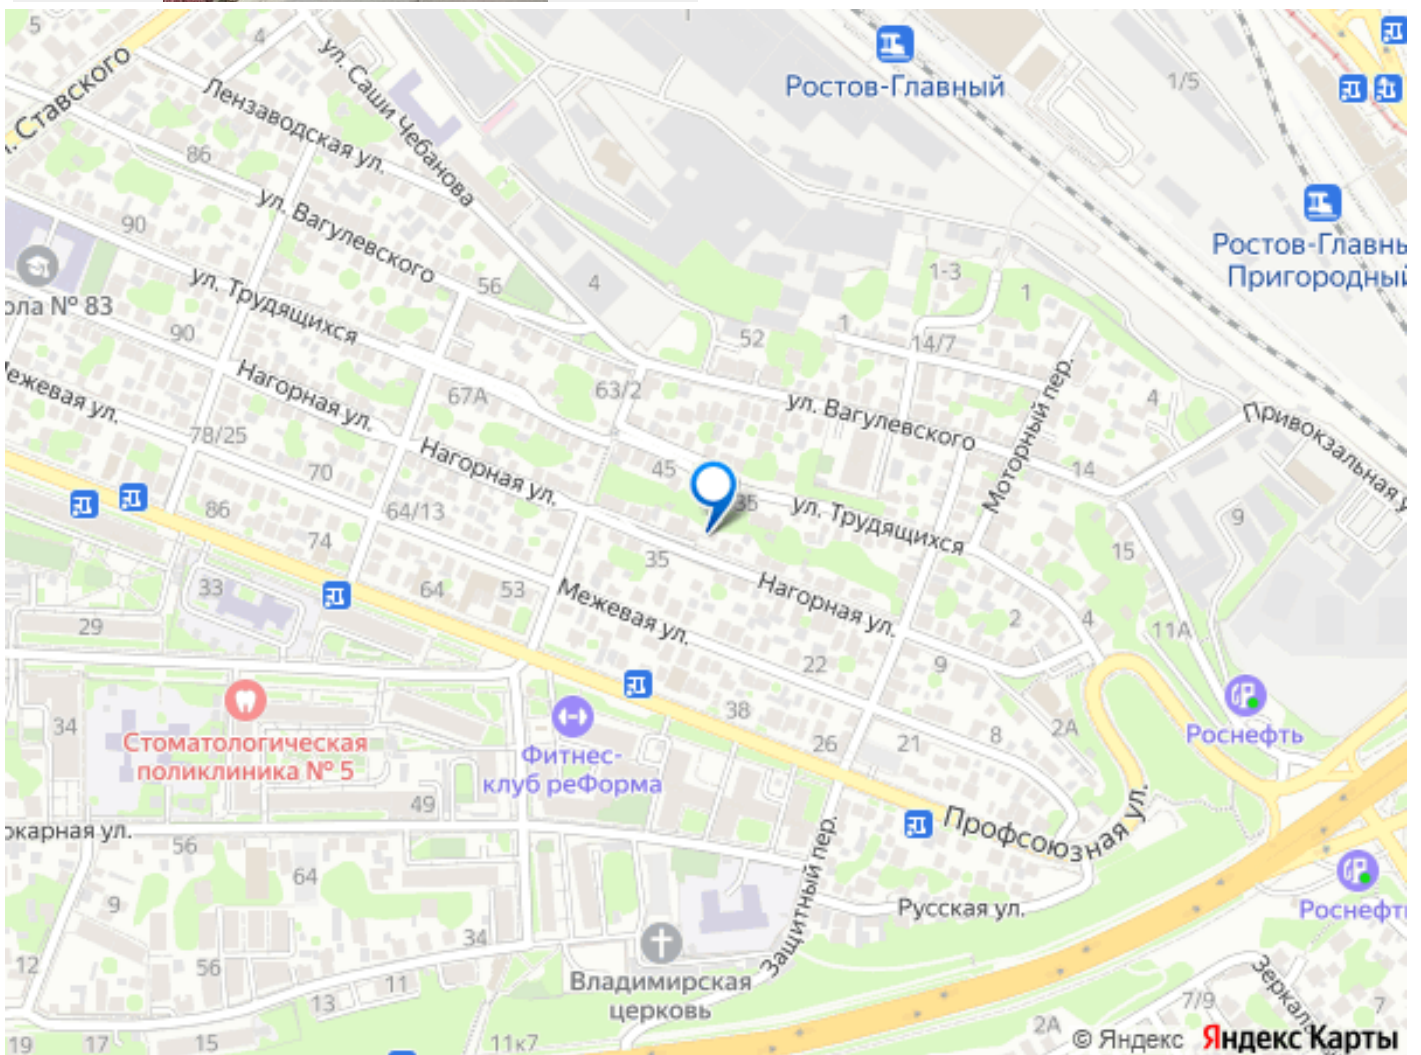 5
4
ул. Саши Чебанова
Ставского
Ростов-Главный
1/5
Лензаводская ул.
86
ул. Вагулевского
90
Ростов-Главны
Пригородный
1-3
1
56
4
ола № 83
ул. Трудящихся
90
52
1
14/7
Моторный пер.
Нагорная ул.
67А
63/2
4
ежевая ул.
ул. Вагулевского
Привокзальная у
78/25
70
Нагорная ул.
45
14
35
ул. Трудящихся
9
86
64/13
74
15
35
33
64
53
Межевая ул.
Нагорная ул.
2
4
11А
29
22
9
34
38
Роснефть
Стоматологическая
поликлиника № 5
Фитнес-
клуб реФорма
26
21
8
2А
49
Профсоюзная ул.
окарная ул.
56
64
Защитный пер.
9
Русская ул.
Роснефть
34
12
56
11
Владимирская
церковь
13
Зеркал
7/9
7
19
17
15
11к7
2А
© Яндекс Яндекс Карты